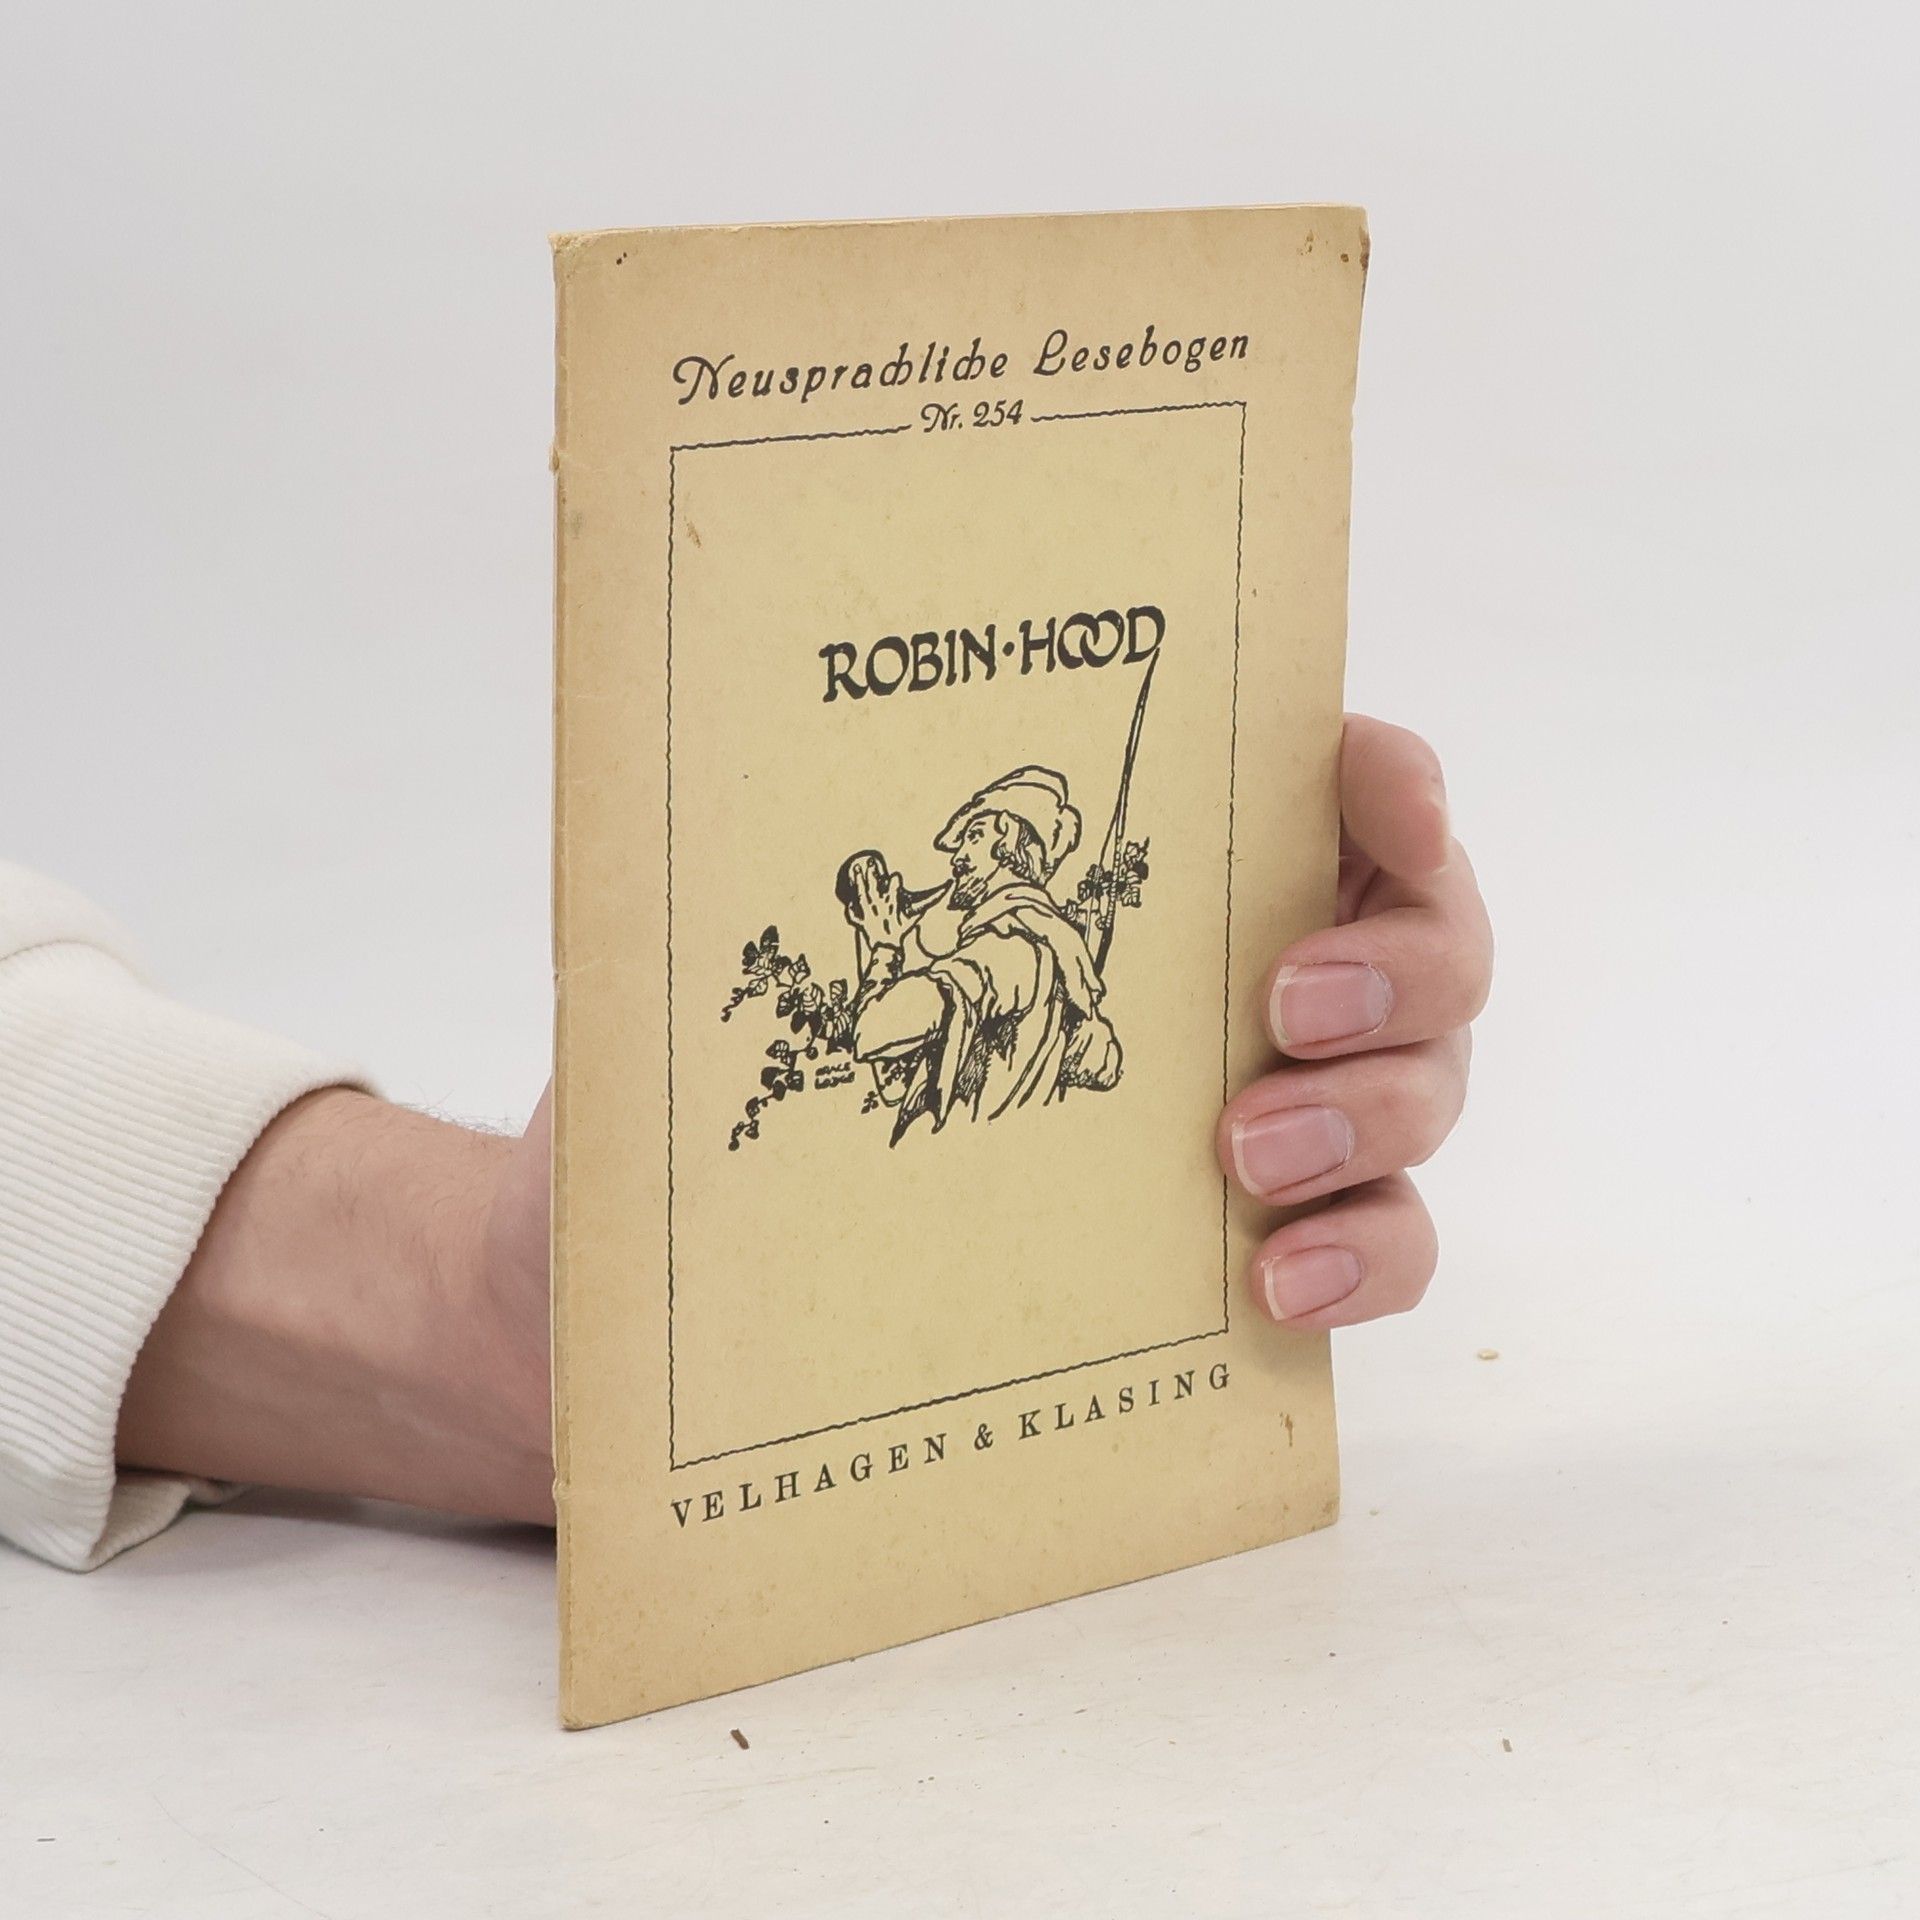 Neusprachliche Lesebogen
Nr. 254
ROBIN·HOOD
VELHAGEN & KLASING